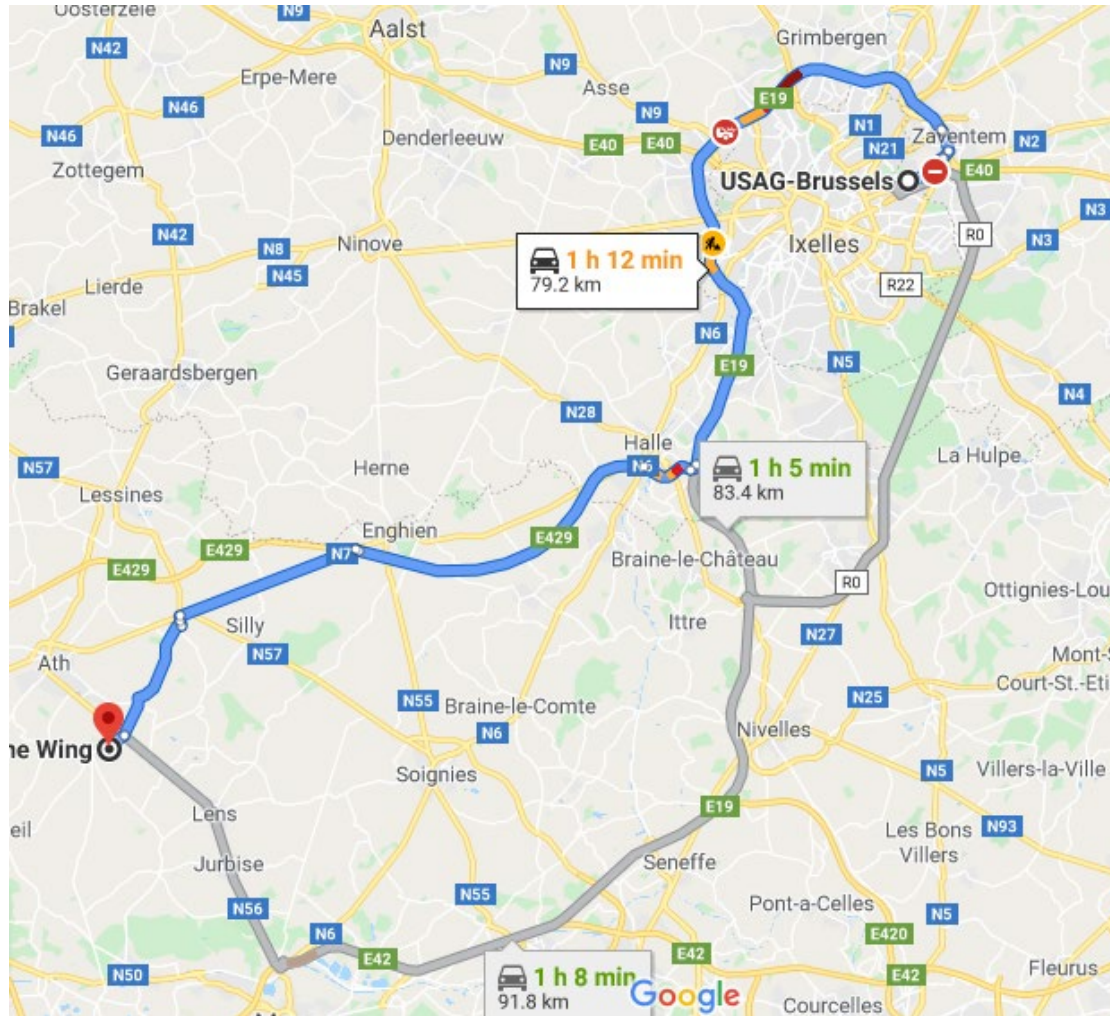 Oosterzele
N9
Aalst
Grimbergen
N42
Erpe-Mere
N9
Asse
E19
N46
N9
N1
Zaventem
N46
Denderleeuw
E40
E40
N21
N2
Zottegem
USAG-Brussels
E40
N3
N42
N8
Ninove
Ixelles
R0
N3
1 h 12 min
79.2 km
N45
Lierde
R22
Brakel
N6
N5
E19
Geraardsbergen
N4
N28
Halle
N57
Herne
N6
1 h 5 min
83.4 km
La Hulpe
Lessines
Enghien
E429
E429
N7
E429
Braine-le-Château
R0
Ottignies-Lou
Silly
Ittre
N27
Ath
N57
Mont-S
Court-St.-Eti
N55
Braine-le-Comte
N25
N6
Nivelles
ne Wing
N5
Villers-la-Ville
Soignies
E19
Lens
N93
eil
Les Bons
Villers
Jurbise
Seneffe
N55
Pont-a-Celles
N56
N6
N5
E420
E42
E42
N50
1 h 8 min
91.8 km
Google
E42
Fleurus
Courcelles